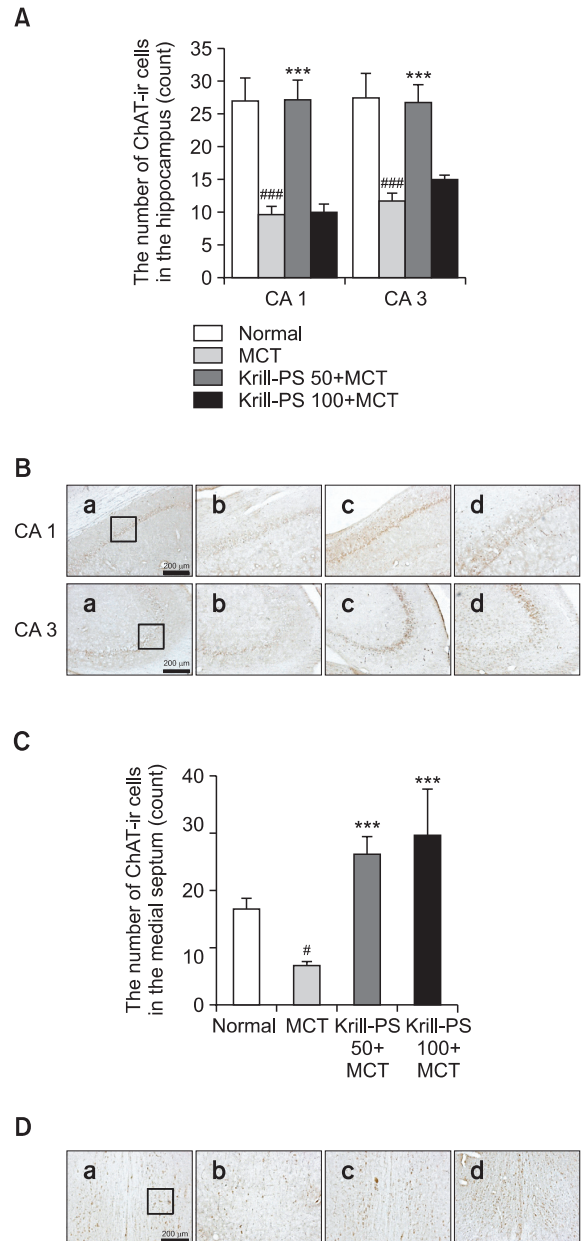 A
The number of ChAT-ir cells
in the hippocampus (count)
35
30
25
20
15
10
5
0
###
***
###
***
CA 1
CA 3
Normal
MCT
Krill-PS 50+MCT
Krill-PS 100+MCT
B
CA 1
a
b
c
d
200 µm
CA 3
a
b
c
d
200 µm
C
The number of ChAT-ir cells
in the medial septum (count)
40
30
20
10
0
#
***
***
Normal
MCT
Krill-PS
50+
MCT
Krill-PS
100+
MCT
D
a
b
c
d
200 µm